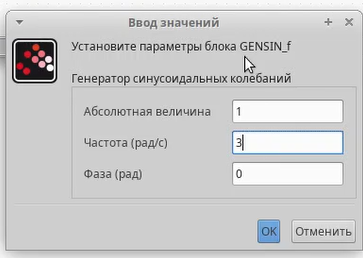 Ввод значений
Установите параметры блока GENSIN_f
Генератор синусоидальных колебаний
Абсолютная величина 1
Частота (рад/с) 3
Фаза (рад) 0
OK Отменить